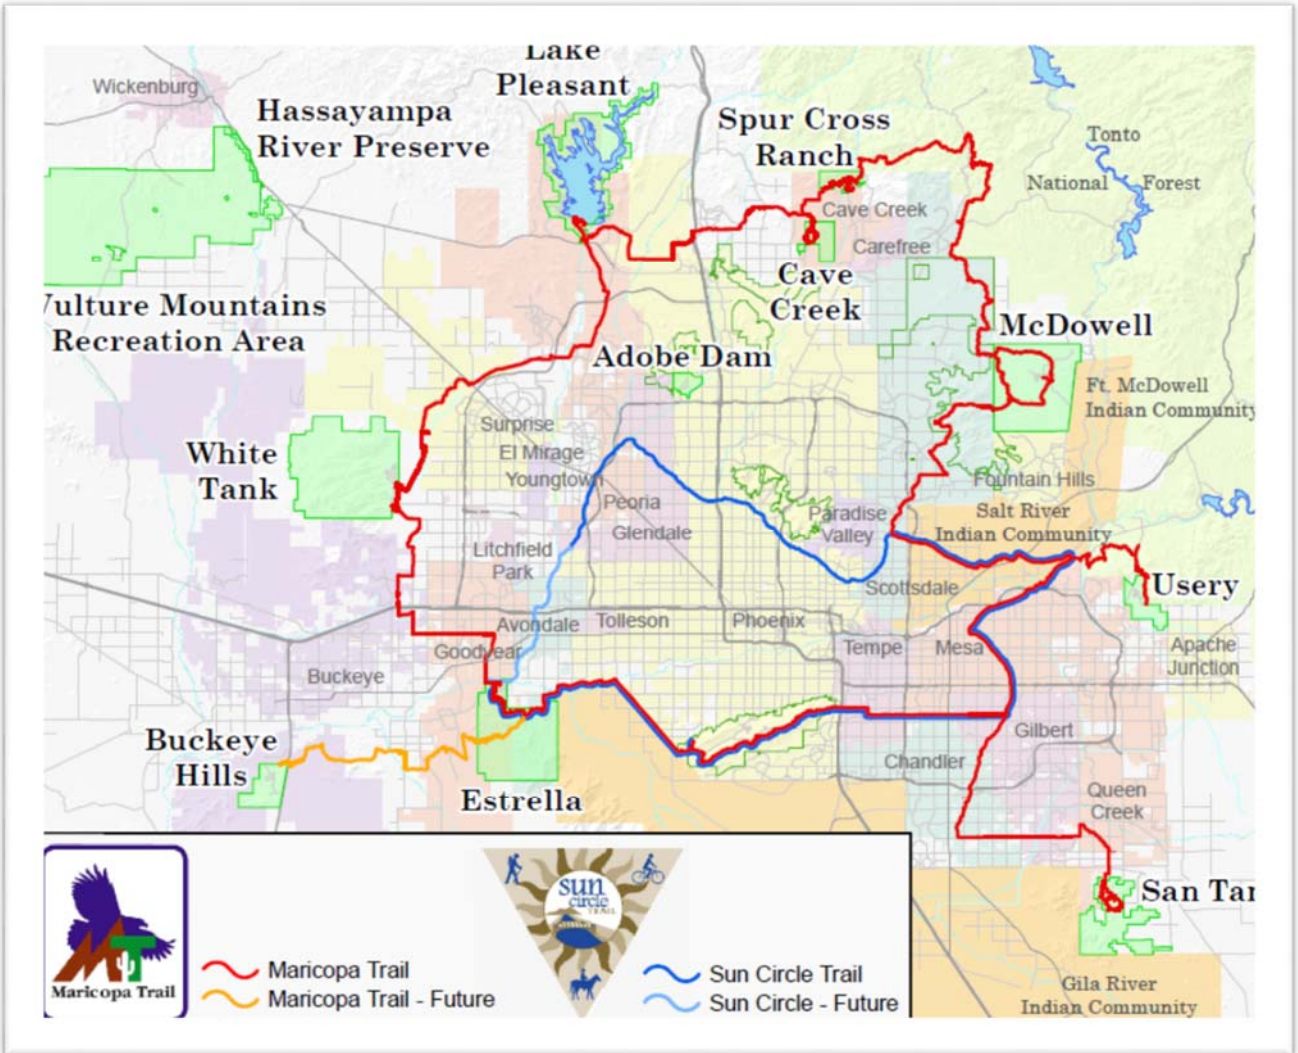 Lake
Pleasant
Wickenburg
Hassayampa
River Preserve
Spur Cross
Ranch
Tonto
National Forest
Cave Creek
Carefree
Cave
Creek
Vulture Mountains
Recreation Area
McDowell
Adobe Dam
Ft. McDowell
Indian Community
Surprise
El Mirage
Youngtown
White
Tank
Peoria
Glendale
Paradise
Valley
Fountain Hills
Salt River
Indian Community
Litchfield
Park
Scottsdale
Usery
Avondale
Tolleson
Phoenix
Goodyear
Tempe
Mesa
Apache
Junction
Buckeye
Buckeye
Hills
Gilbert
Chandler
Estrella
Queen
Creek
San Tan
Gila River
Indian Community
MT
Maricopa Trail
Maricopa Trail
Maricopa Trail - Future
sun
circle
TRAIL
Sun Circle Trail
Sun Circle - Future